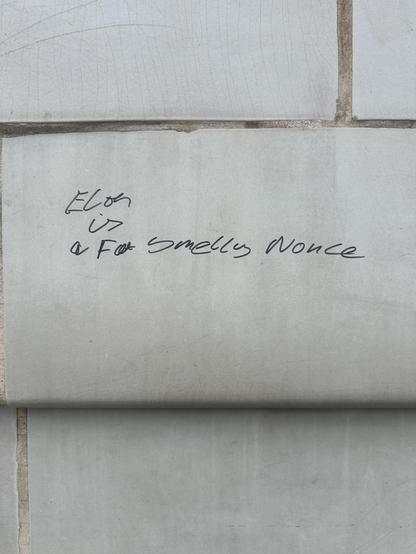 Elon
is
a Fat Smelly Nonce